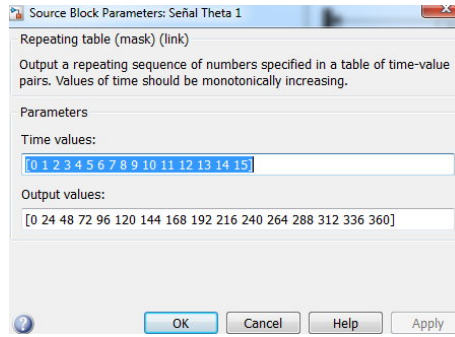 Source Block Parameters: Señal Theta 1
Repeating table (mask) (link)
Output a repeating sequence of numbers specified in a table of time-value
pairs. Values of time should be monotonically increasing.
Parameters
Time values:
[0 1 2 3 4 5 6 7 8 9 10 11 12 13 14 15]
Output values:
[0 24 48 72 96 120 144 168 192 216 240 264 288 312 336 360]
OK Cancel Help Apply